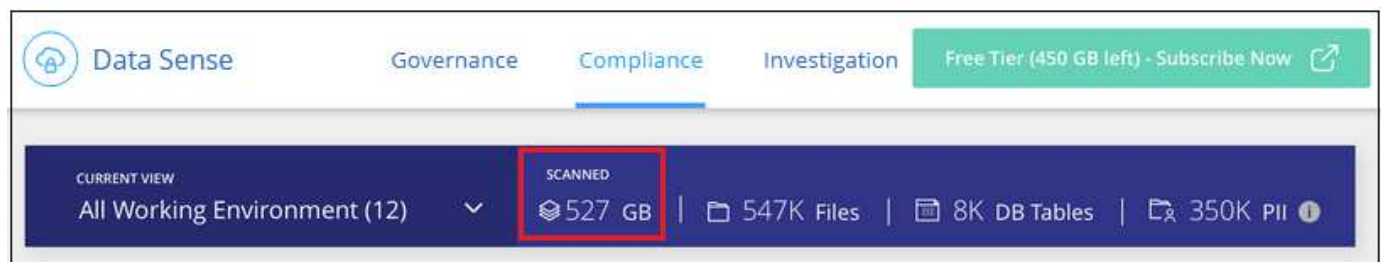 Data Sense Governance Compliance Investigation Free Tier (450 GB left) - Subscribe Now
CURRENT VIEW SCANNED
All Working Environment (12) 527 GB | 547K Files | 8K DB Tables | 350K PII